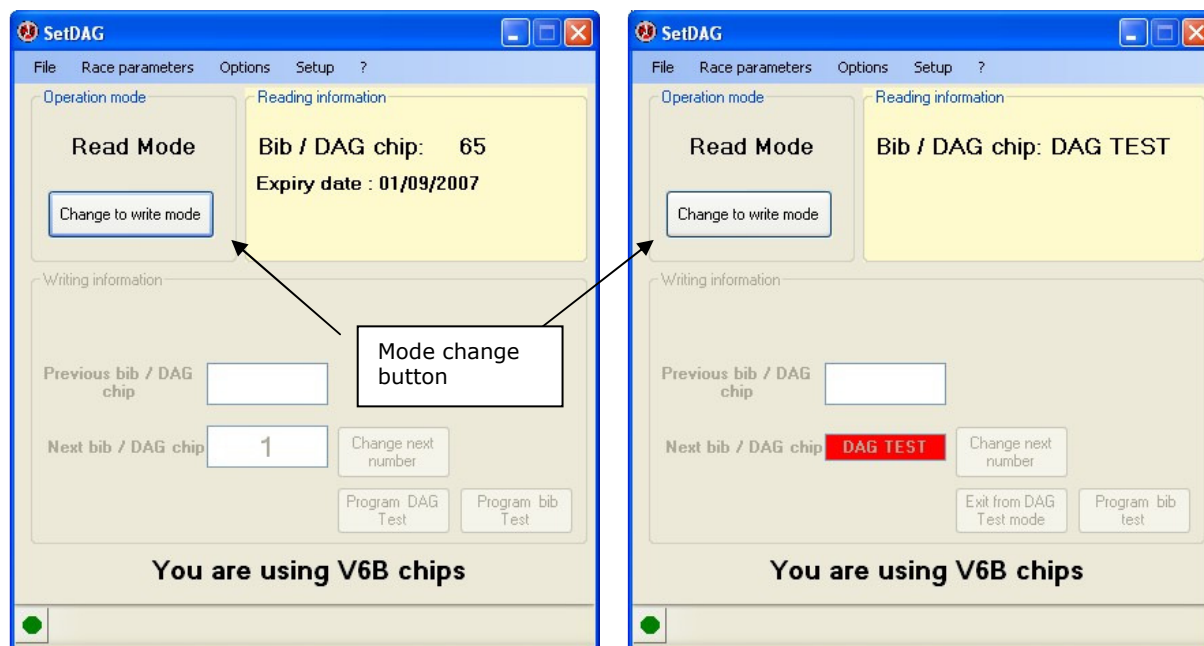 SetDAG
File Race parameters Options Setup ?
Operation mode
Read Mode
Change to write mode
Reading information
Bib / DAG chip: 65
Expiry date : 01/09/2007
Writing information
Previous bib / DAG
chip
Next bib / DAG chip
1
Change next
number
Program DAG
Test
Program bib
Test
You are using V6B chips
Mode change
button
SetDAG
File Race parameters Options Setup ?
Operation mode
Read Mode
Change to write mode
Reading information
Bib / DAG chip: DAG TEST
Writing information
Previous bib / DAG
chip
Next bib / DAG chip
DAG TEST
Change next
number
Exit from DAG
Test mode
Program bib
test
You are using V6B chips